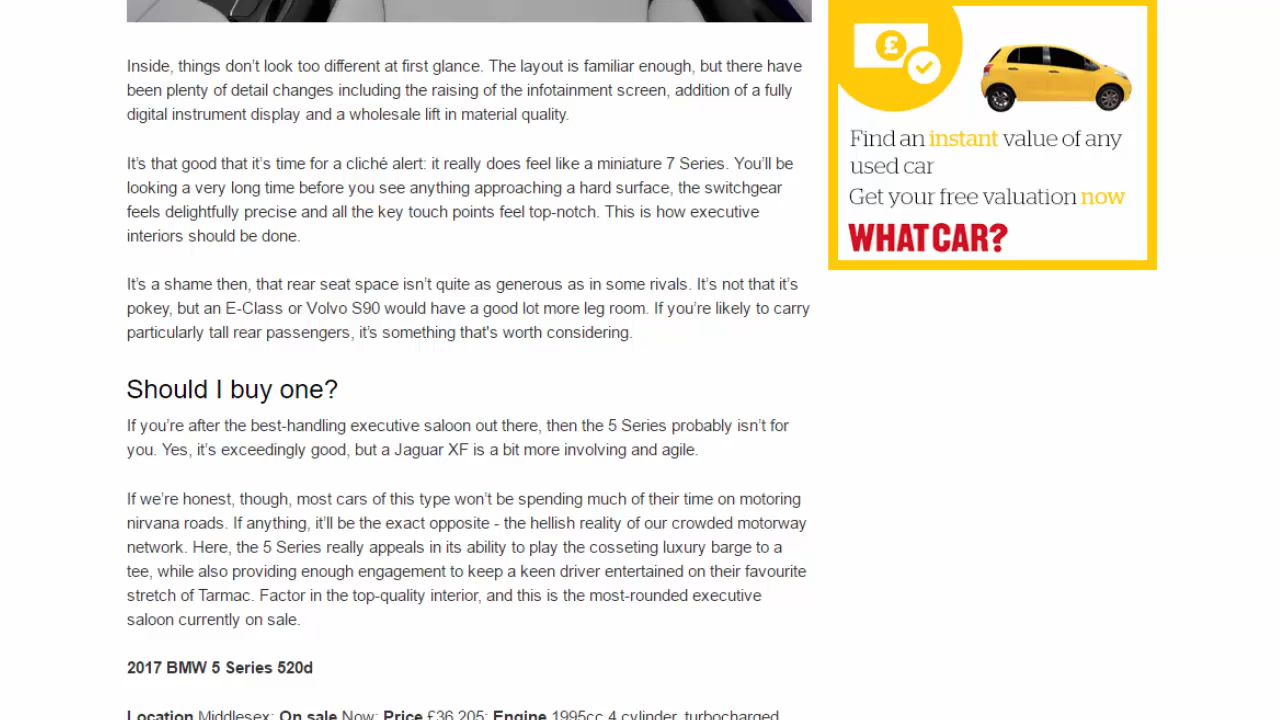 Inside, things don’t look too different at first glance. The layout is familiar enough, but there have
been plenty of detail changes including the raising of the infotainment screen, addition of a fully
digital instrument display and a wholesale lift in material quality.
It’s that good that it’s time for a cliché alert: it really does feel like a miniature 7 Series. You’ll be
looking a very long time before you see anything approaching a hard surface, the switchgear
feels delightfully precise and all the key touch points feel top-notch. This is how executive
interiors should be done.
It’s a shame then, that rear seat space isn’t quite as generous as in some rivals. It’s not that it’s
pokey, but an E-Class or Volvo S90 would have a good lot more leg room. If you’re likely to carry
particularly tall rear passengers, it’s something that's worth considering.
Should I buy one?
If you’re after the best-handling executive saloon out there, then the 5 Series probably isn’t for
you. Yes, it’s exceedingly good, but a Jaguar XF is a bit more involving and agile.
If we’re honest, though, most cars of this type won’t be spending much of their time on motoring
nirvana roads. If anything, it’ll be the exact opposite - the hellish reality of our crowded motorway
network. Here, the 5 Series really appeals in its ability to play the cosseting luxury barge to a
tee, while also providing enough engagement to keep a keen driver entertained on their favourite
stretch of Tarmac. Factor in the top-quality interior, and this is the most-rounded executive
saloon currently on sale.
2017 BMW 5 Series 520d
Location Middlesex; On sale Now; Price £36,205; Engine 1995cc 4 cylinder, turbocharged
£
Find an instant value of any
used car
Get your free valuation now
WHAT CAR?